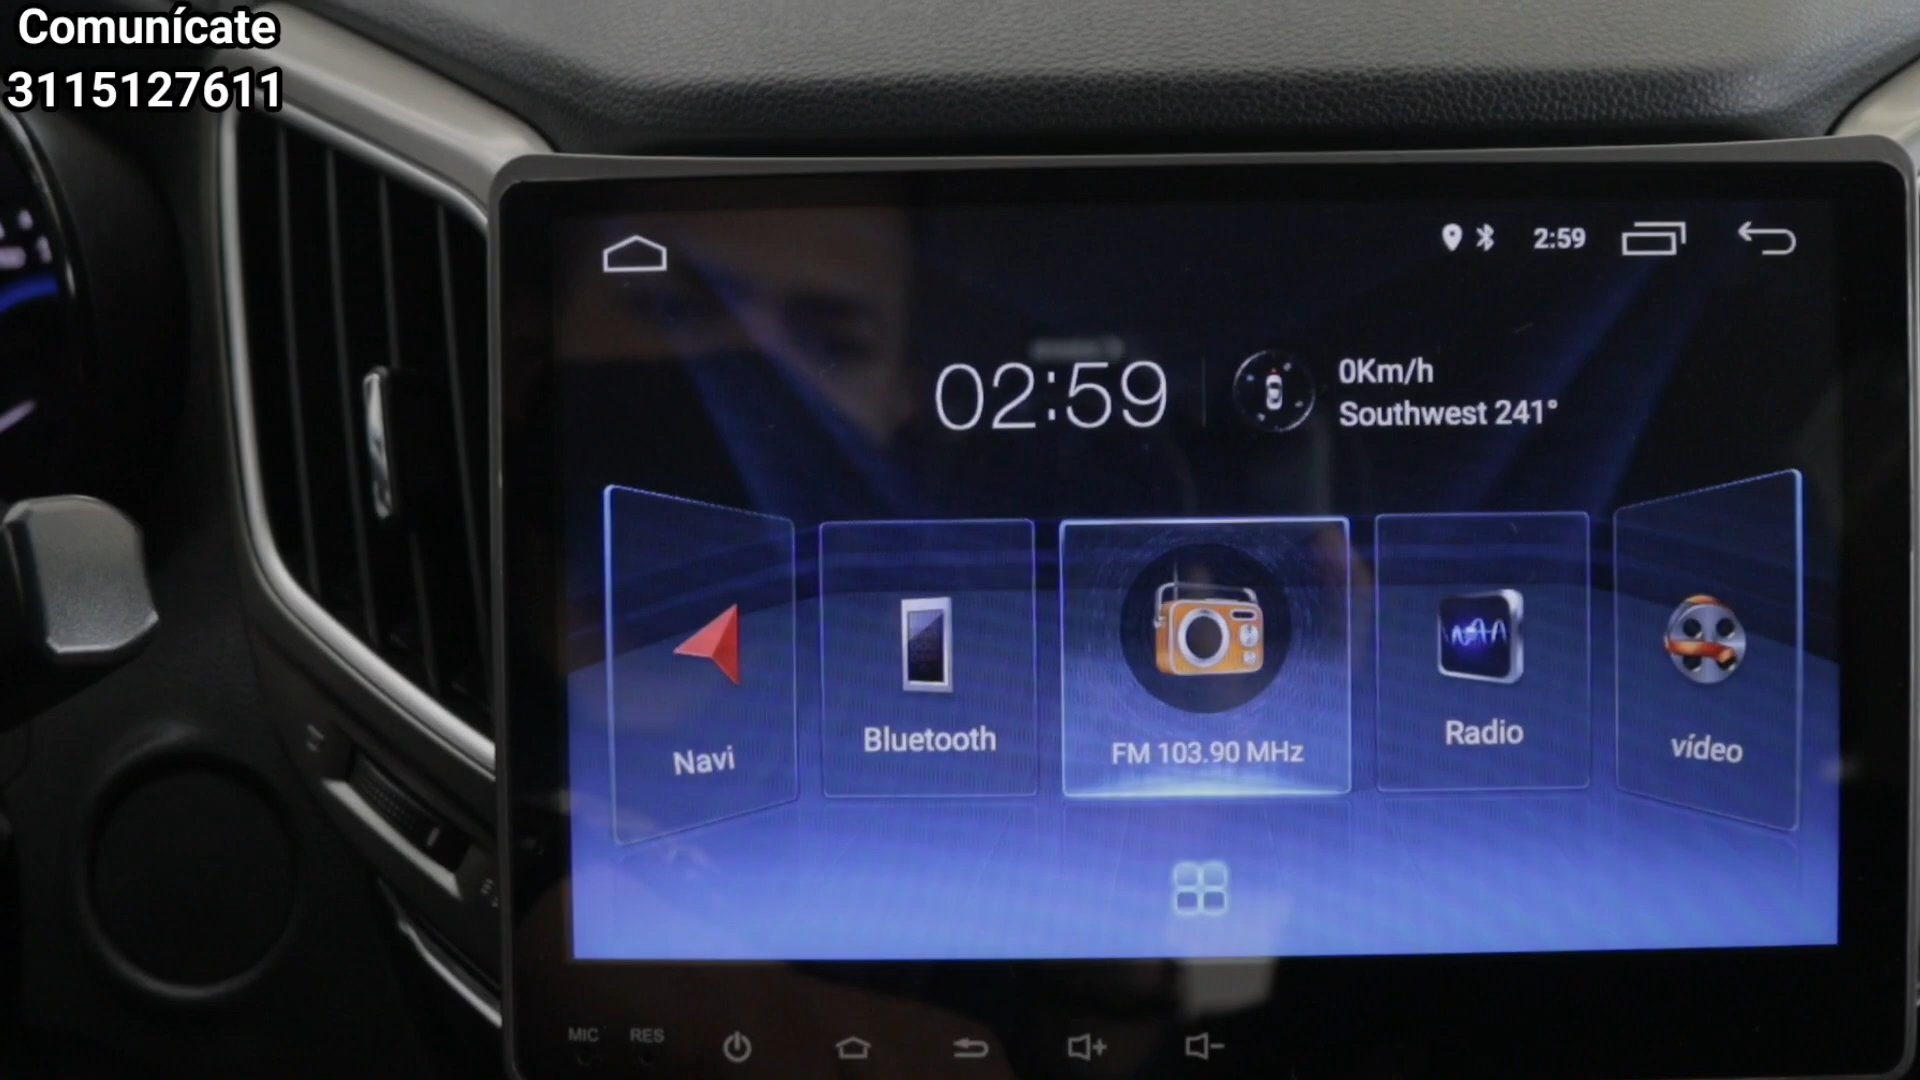 Comunícate
3115127611
2:59
02:59
0Km/h
Southwest 241°
Navi
Bluetooth
FM 103.90 MHz
Radio
vídeo
MIC
RES